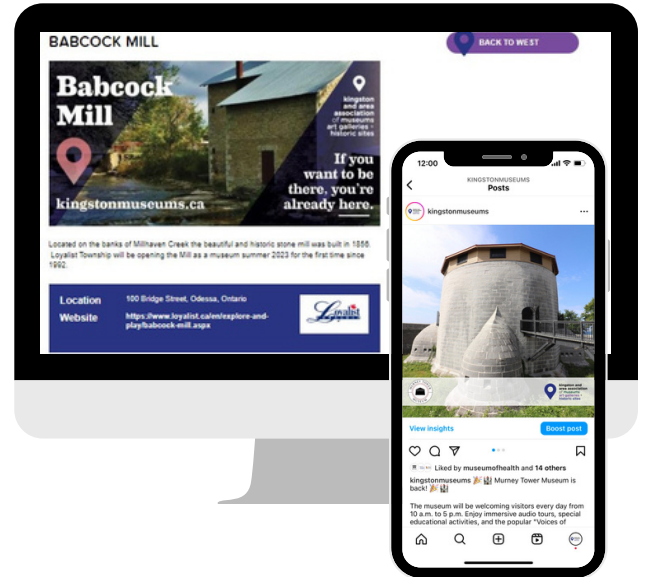 BABCOCK MILL
BACK TO WEST
Babcock
Mill
kingston
and area
association
of museums
art galleries +
historic sites
If you
want to be
there, you're
already here.
kingstonmuseums.ca
Located on the banks of Millhaven Creek the beautiful and historic stone mill was built in 1856.
Loyalist Township will be opening the Mill as a museum summer 2023 for the first time since
1992.
Location
100 Bridge Street, Odessa, Ontario
Website
https://www.loyalist.ca/en/explore-and-
play/babcock-mill.aspx
Loyalist
12:00
KINGSTONMUSEUMS
Posts
kingstonmuseums
kingston and
area association
of museums
art galleries +
historic sites
View insights
Boost post
Liked by museumofhealth and 14 others
kingstonmuseums 🎉 🏰 Murney Tower Museum is
back! 🎉 🏰
The museum will be welcoming visitors every day from
10 a.m. to 5 p.m. Enjoy immersive audio tours, special
educational activities, and the popular "Voices of